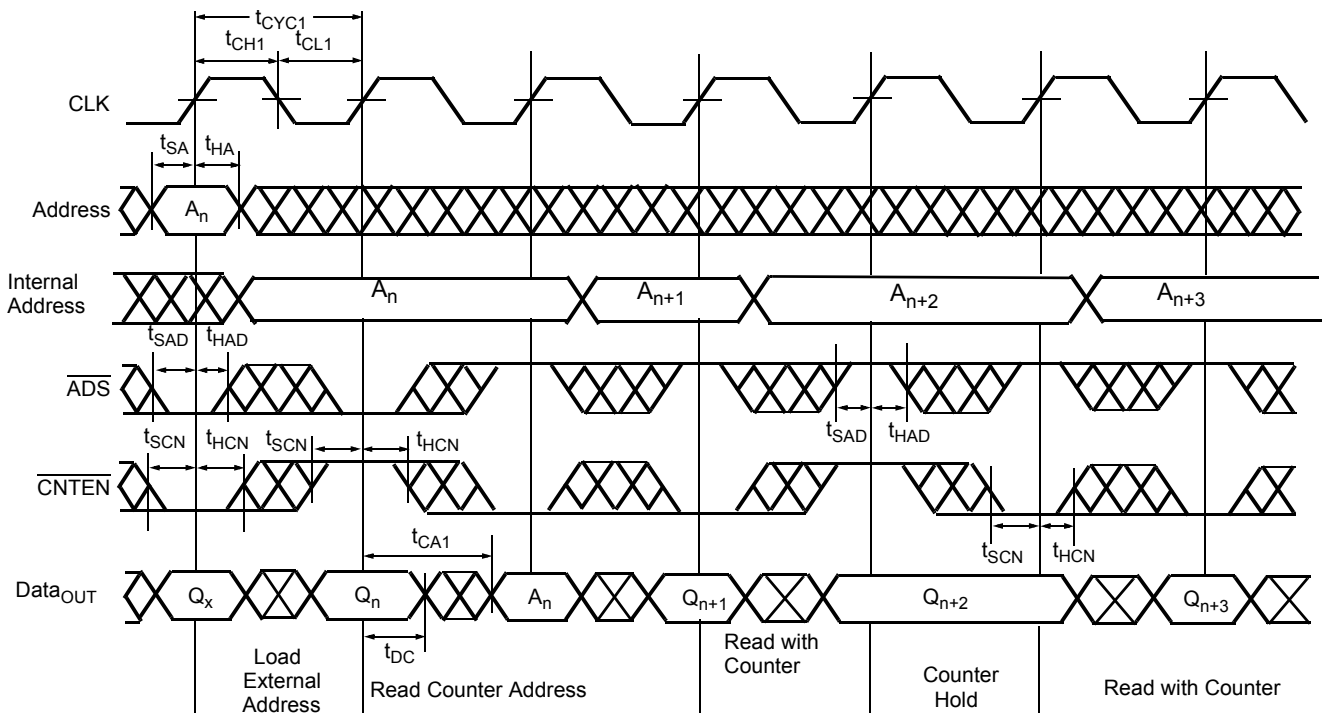 tCYC1
tCH1 tCL1
CLK
tSA tHA
Address An
Internal
Address
An An+1 An+2 An+3
tSAD tHAD
ADS
tSAD tHAD
tSCN tHCN tSCN tHCN
CNTEN
tSCN tHCN
tCA1
DataOUT Qx Qn An Qn+1 Qn+2 Qn+3
tDC
Load
External
Address
Read Counter Address
Read with
Counter
Counter
Hold
Read with Counter